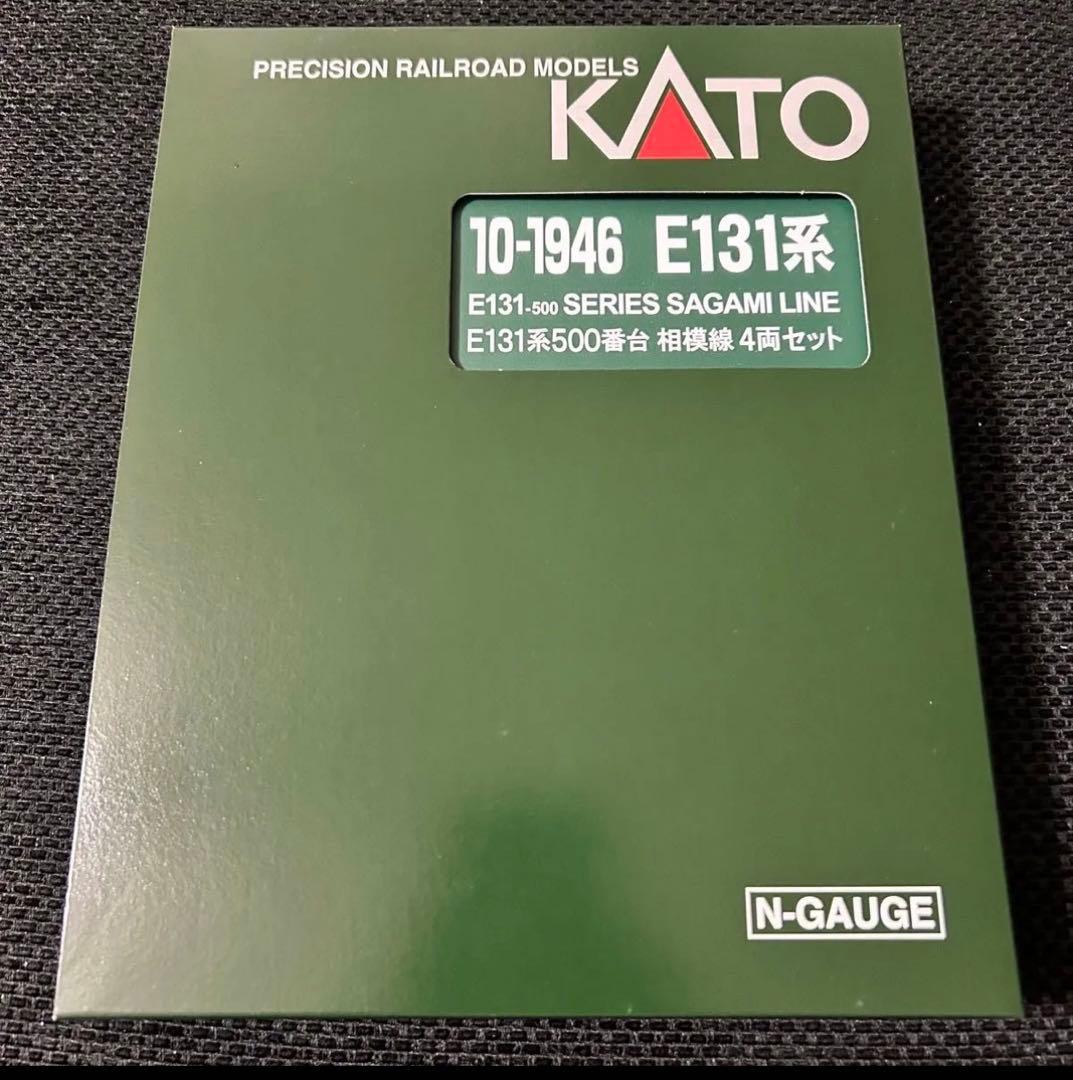 PRECISION RAILROAD MODELS
KATO
10-1946 E131系
E131-500 SERIES SAGAMI LINE
E131系500番台 相模線 4両セット
N-GAUGE